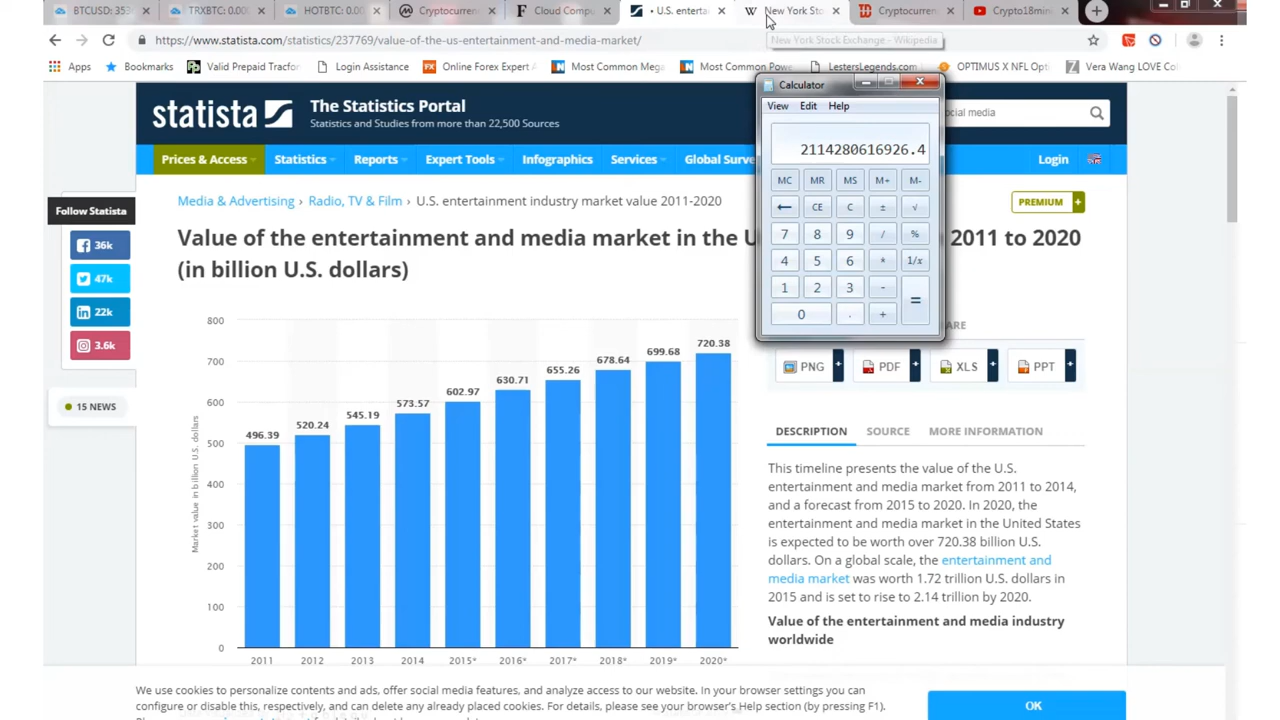 BTCUSD: 353
TRXBTC: 0.00
HOTBTC: 0.00
Cryptocurren
Cloud Compu
• U.S. enterta
New York Sto
Cryptocurren
Crypto18min
https://www.statista.com/statistics/237769/value-of-the-us-entertainment-and-media-market/
New York Stock Exchange - Wikipedia
Apps
Bookmarks
Valid Prepaid Tracfor
Login Assistance
Online Forex Expert
Most Common Mega
Most Common Powe
LestersLegends.com
OPTIMUS X NFL Opti
Vera Wang LOVE Col
Calculator
View Edit Help
2114280616926.4
MC MR MS M+ M-
← CE C ± √
7 8 9 / %
4 5 6 * 1/x
1 2 3 - =
0 . +
statista
The Statistics Portal
Statistics and Studies from more than 22,500 Sources
ocial media
Prices & Access
Statistics
Reports
Expert Tools
Infographics
Services
Global Surve
Login
Follow Statista
36k
47k
22k
3.6k
15 NEWS
Media & Advertising › Radio, TV & Film › U.S. entertainment industry market value 2011-2020
PREMIUM +
Value of the entertainment and media market in the U 2011 to 2020
(in billion U.S. dollars)
ARE
PNG +
PDF +
XLS +
PPT +
Market value in billion U.S. dollars
800
700
600
500
400
300
200
100
0
496.39
520.24
545.19
573.57
602.97
630.71
655.26
678.64
699.68
720.38
2011 2012 2013 2014 2015* 2016* 2017* 2018* 2019* 2020*
DESCRIPTION
SOURCE
MORE INFORMATION
This timeline presents the value of the U.S.
entertainment and media market from 2011 to 2014,
and a forecast from 2015 to 2020. In 2020, the
entertainment and media market in the United States
is expected to be worth over 720.38 billion U.S.
dollars. On a global scale, the entertainment and
media market was worth 1.72 trillion U.S. dollars in
2015 and is set to rise to 2.14 trillion by 2020.
Value of the entertainment and media industry
worldwide
We use cookies to personalize contents and ads, offer social media features, and analyze access to our website. In your browser settings you can
configure or disable this, respectively, and can delete any already placed cookies. For details, please see your browser's Help section (by pressing F1).
OK